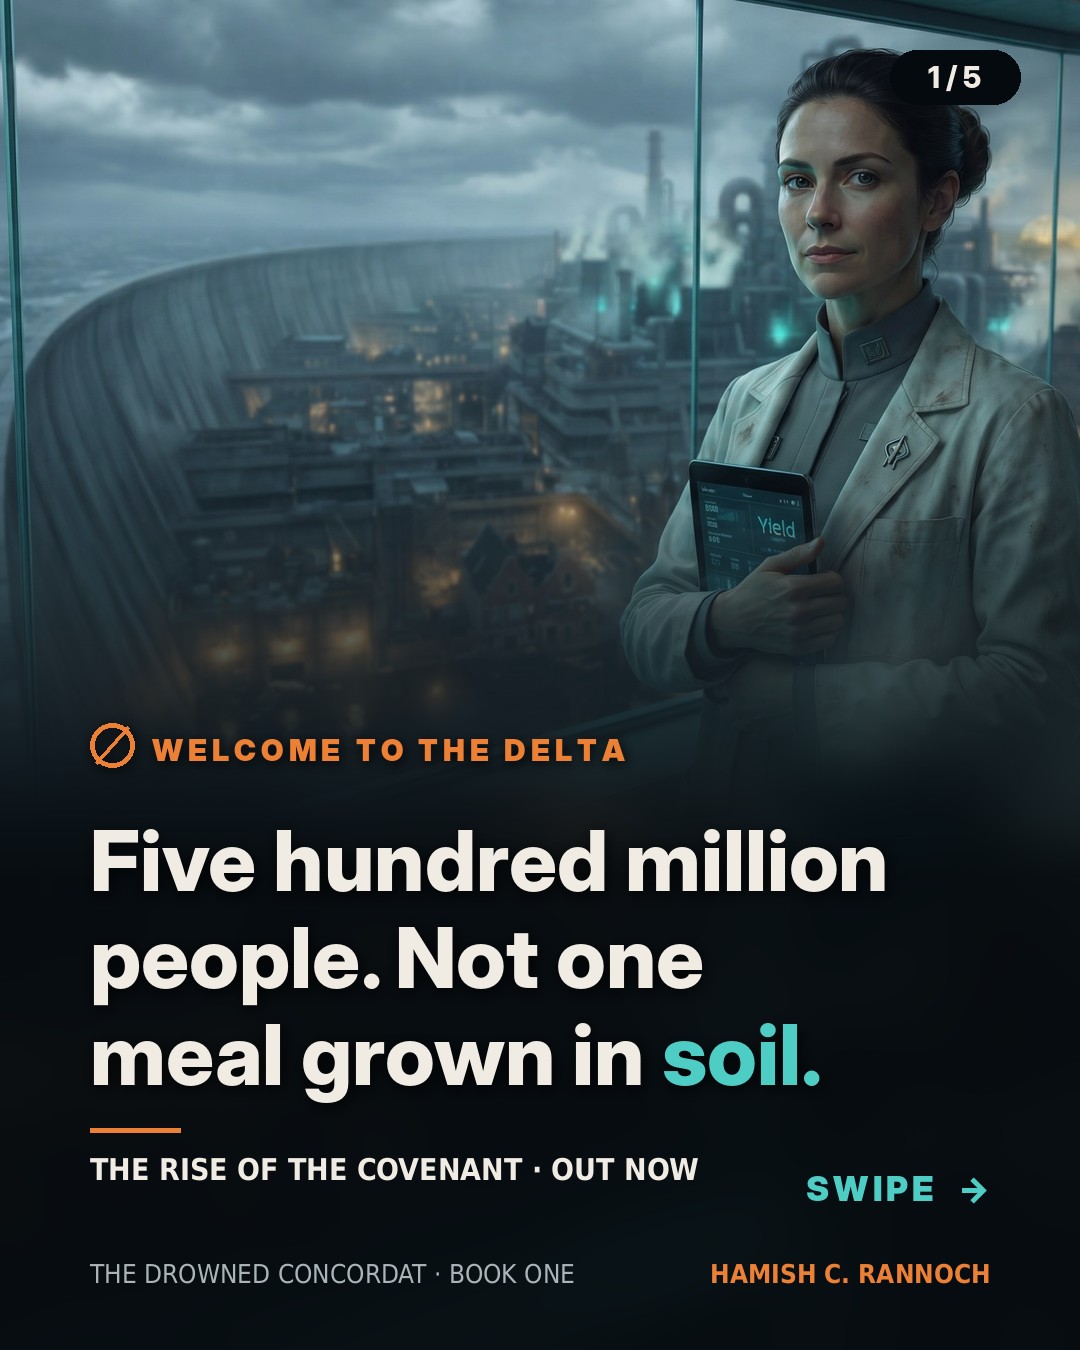 1/5
Yield
WELCOME TO THE DELTA
Five hundred million
people. Not one
meal grown in soil.
THE RISE OF THE COVENANT · OUT NOW
SWIPE →
THE DROWNED CONCORDAT · BOOK ONE
HAMISH C. RANNOCH